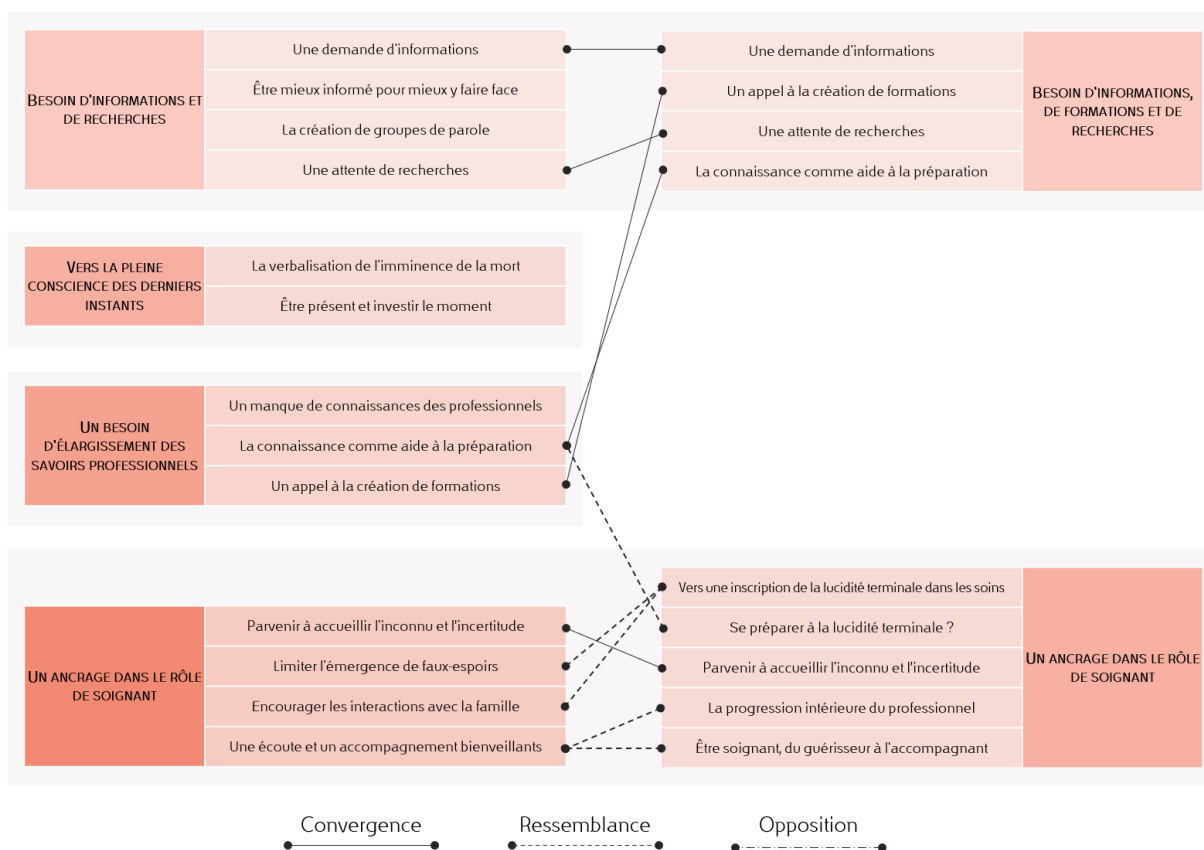 BESOIN D'INFORMATIONS ET
DE RECHERCHES
Une demande d'informations
Être mieux informé pour mieux y faire face
La création de groupes de parole
Une attente de recherches
Une demande d'informations
Un appel à la création de formations
Une attente de recherches
La connaissance comme aide à la préparation
BESOIN D'INFORMATIONS,
DE FORMATIONS ET DE
RECHERCHES
VERS LA PLEINE
CONSCIENCE DES DERNIERS
INSTANTS
La verbalisation de l'imminence de la mort
Être présent et investir le moment
UN BESOIN
D'ÉLARGISSEMENT DES
SAVOIRS PROFESSIONNELS
Un manque de connaissances des professionnels
La connaissance comme aide à la préparation
Un appel à la création de formations
UN ANCRAGE DANS LE RÔLE
DE SOIGNANT
Parvenir à accueillir l'inconnu et l'incertitude
Limiter l'émergence de faux-espoirs
Encourager les interactions avec la famille
Une écoute et un accompagnement bienveillants
Vers une inscription de la lucidité terminale dans les soins
Se préparer à la lucidité terminale ?
Parvenir à accueillir l'inconnu et l'incertitude
La progression intérieure du professionnel
Être soignant, du guérisseur à l'accompagnant
UN ANCRAGE DANS LE RÔLE
DE SOIGNANT
Convergence
Ressemblance
Opposition